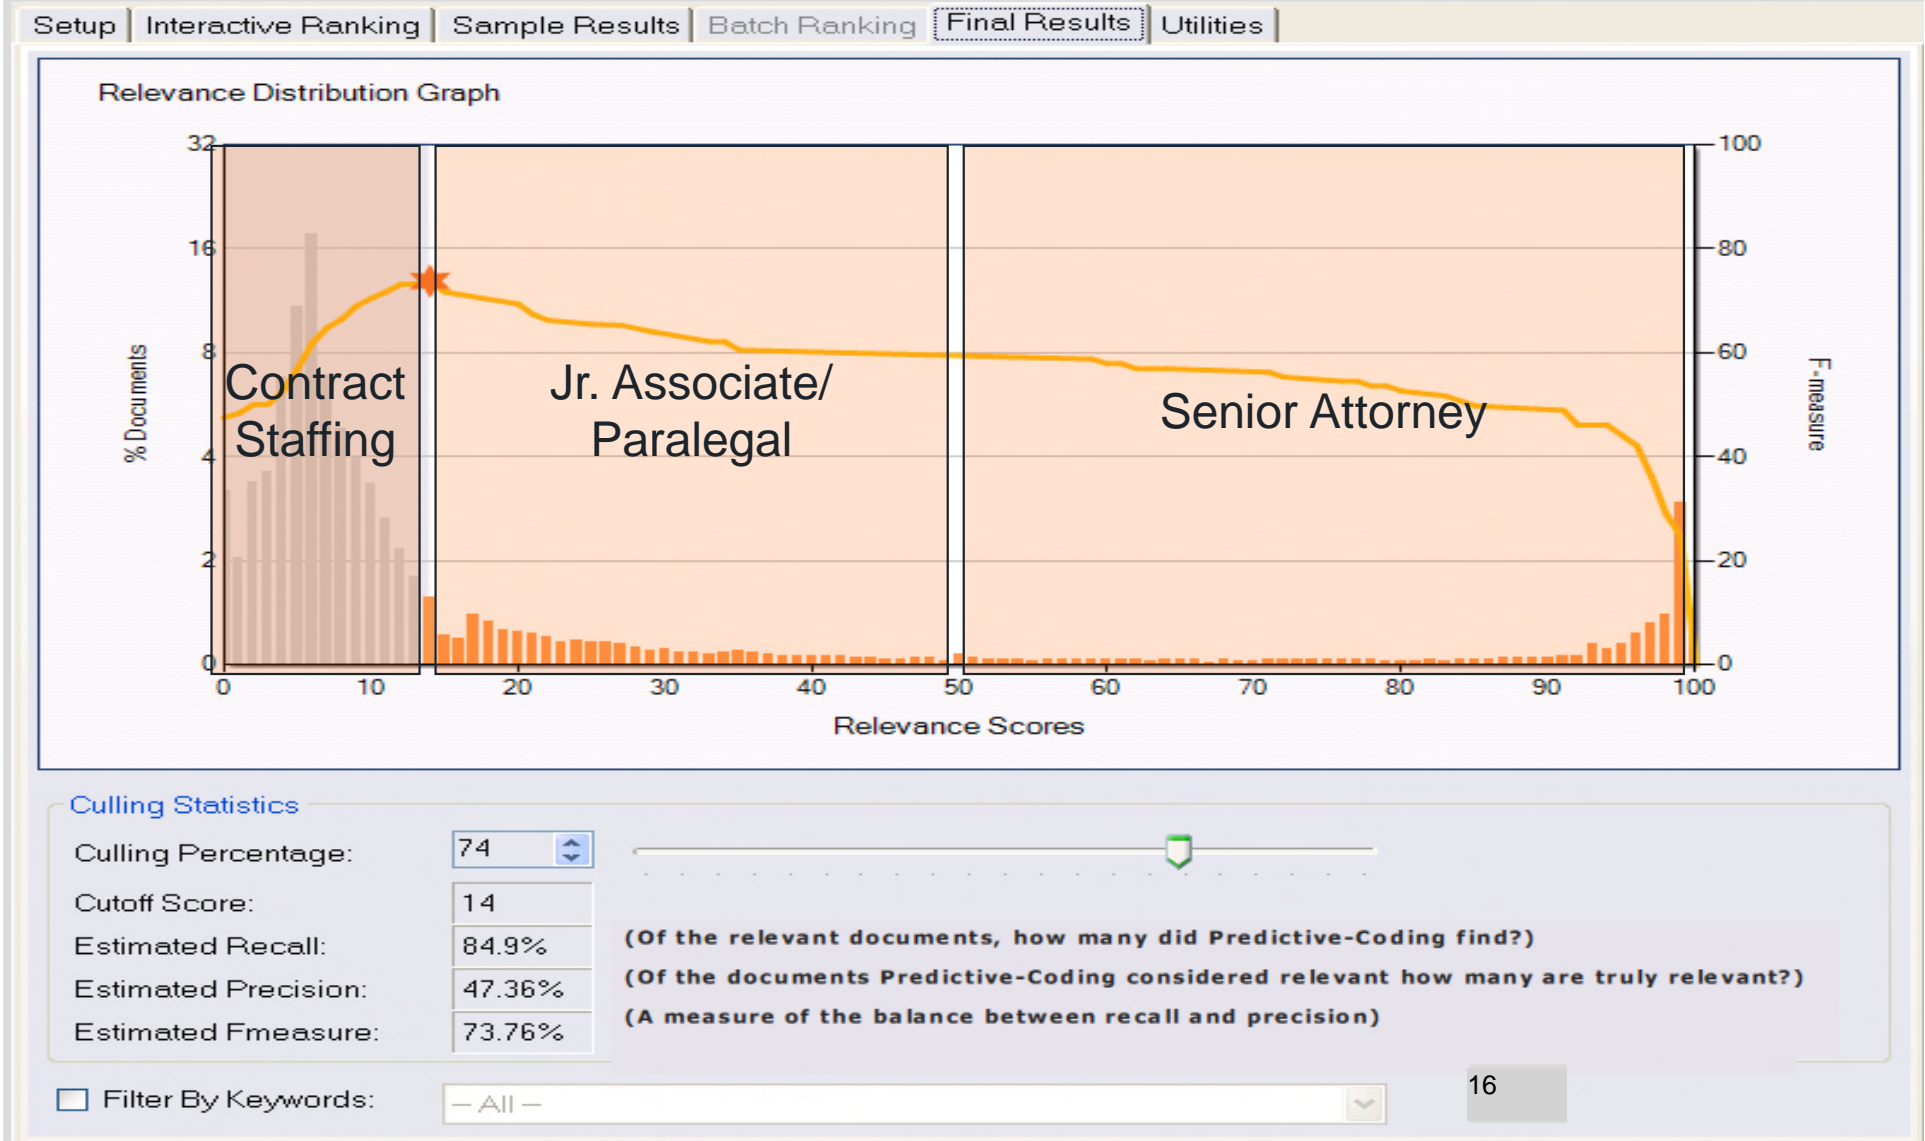 Setup Interactive Ranking Sample Results Batch Ranking Final Results Utilities
Relevance Distribution Graph
32
16
8
4
2
0
% Documents
100
80
60
40
20
0
F-measure
Contract
Staffing
Jr. Associate/
Paralegal
Senior Attorney
0 10 20 30 40 50 60 70 80 90 100
Relevance Scores
Culling Statistics
Culling Percentage: 74
Cutoff Score: 14
Estimated Recall: 84.9% (Of the relevant documents, how many did Predictive-Coding find?)
Estimated Precision: 47.36% (Of the documents Predictive-Coding considered relevant how many are truly relevant?)
Estimated Fmeasure: 73.76% (A measure of the balance between recall and precision)
Filter By Keywords: -- All --
16